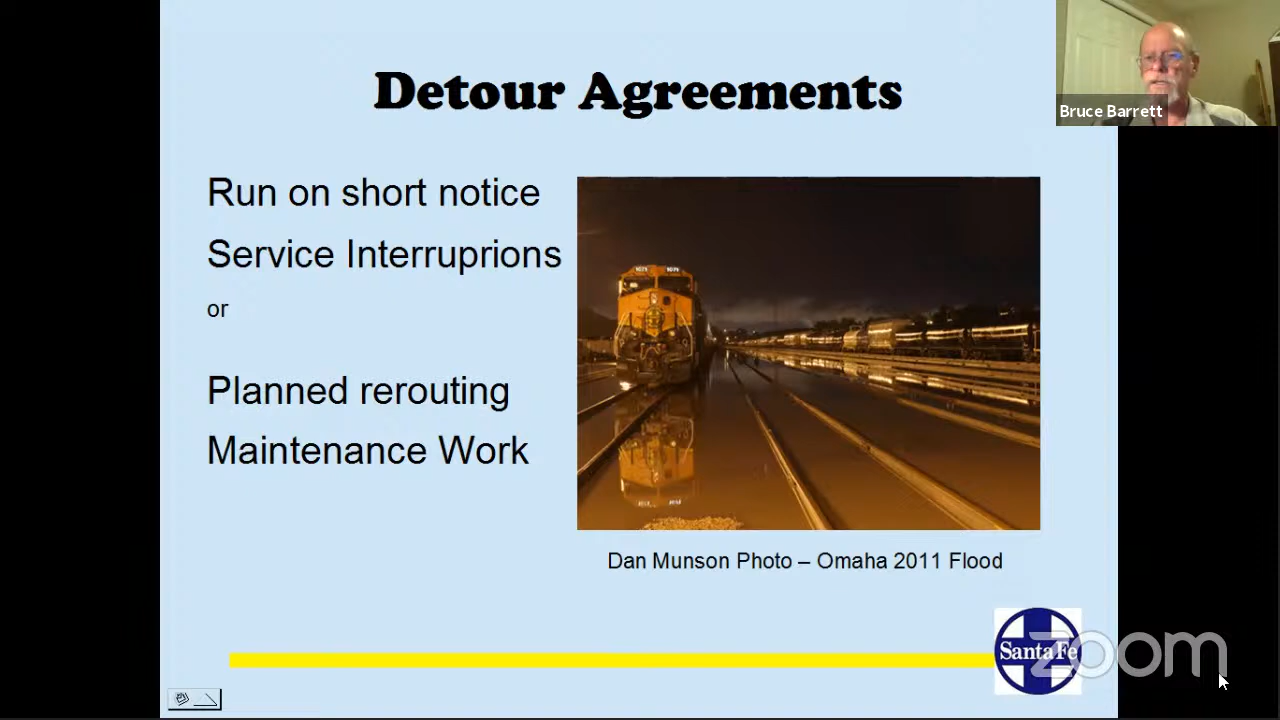 Detour Agreements
Bruce Barrett
Run on short notice
Service Interruprions
or
Planned rerouting
Maintenance Work
Dan Munson Photo – Omaha 2011 Flood
Santa Fe
zoom